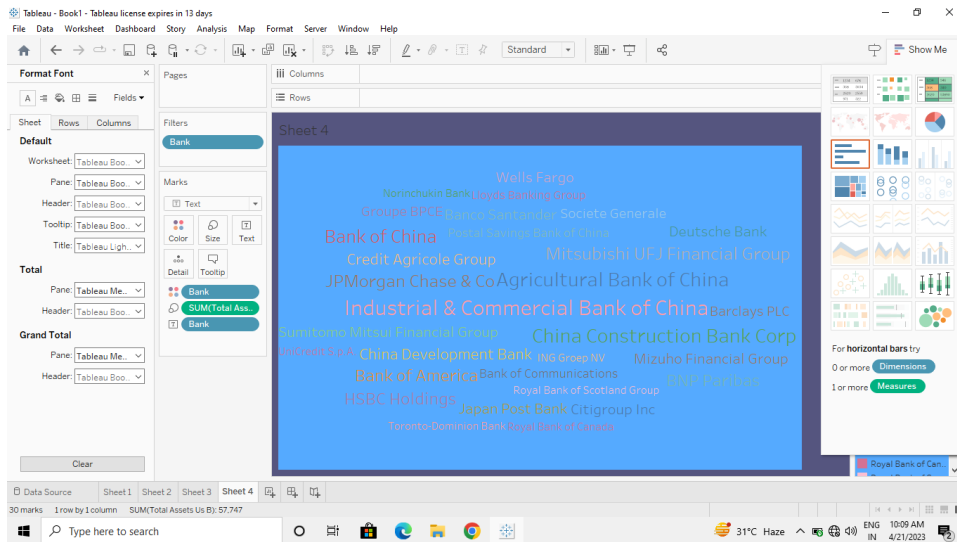 Tableau - Book1 - Tableau license expires in 13 days
File Data Worksheet Dashboard Story Analysis Map Format Server Window Help
Standard
Show Me
Format Font
Fields
Sheet Rows Columns
Default
Worksheet: Tableau Boo..
Pane: Tableau Boo..
Header: Tableau Boo..
Tooltip: Tableau Boo..
Title: Tableau Ligh..
Total
Pane: Tableau Me..
Header: Tableau Boo..
Grand Total
Pane: Tableau Me..
Header: Tableau Boo..
Clear
Pages
Filters
Bank
Marks
Text
Color Size Text
Detail Tooltip
Bank
SUM(Total Ass..
Bank
Columns
Rows
Sheet 4
Wells Fargo
Norinchukin Bank Lloyds Banking Group
Groupe BPCE Banco Santander Societe Generale
Bank of China Postal Savings Bank of China Deutsche Bank
Credit Agricole Group Mitsubishi UFJ Financial Group
JPMorgan Chase & Co Agricultural Bank of China
Industrial & Commercial Bank of China Barclays PLC
Sumitomo Mitsui Financial Group China Construction Bank Corp
Unicredit S.p.A. China Development Bank ING Groep NV Mizuho Financial Group
Bank of America Bank of Communications BNP Paribas
Royal Bank of Scotland Group
HSBC Holdings Japan Post Bank Citigroup Inc
Toronto-Dominion Bank Royal Bank of Canada
For horizontal bars try
0 or more Dimensions
1 or more Measures
Royal Bank of Can..
Data Source Sheet 1 Sheet 2 Sheet 3 Sheet 4
30 marks 1 row by 1 column SUM(Total Assets Us B): 57.747
Type here to search
31°C Haze
ENG
IN
10:09 AM
4/21/2023
2